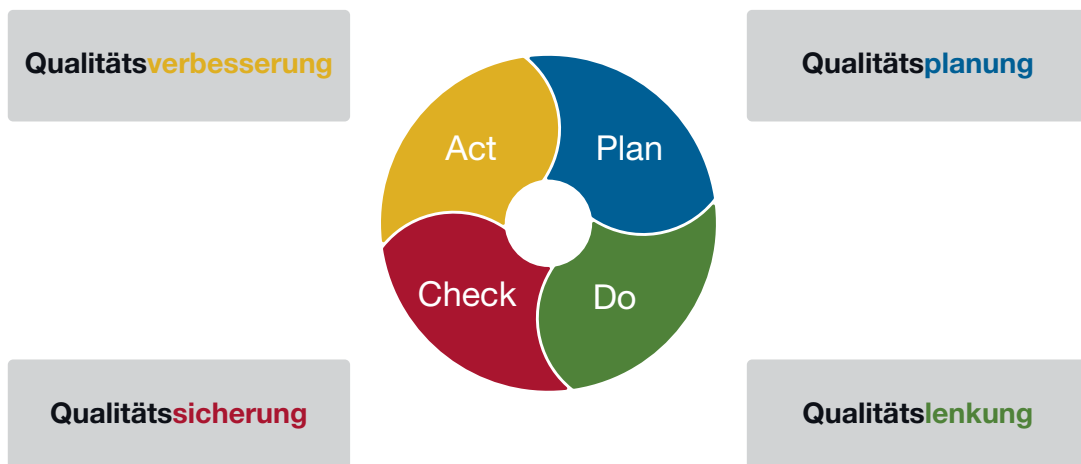 Qualitätsverbesserung
Qualitätsplanung
Act
Plan
Check
Do
Qualitätssicherung
Qualitätslenkung